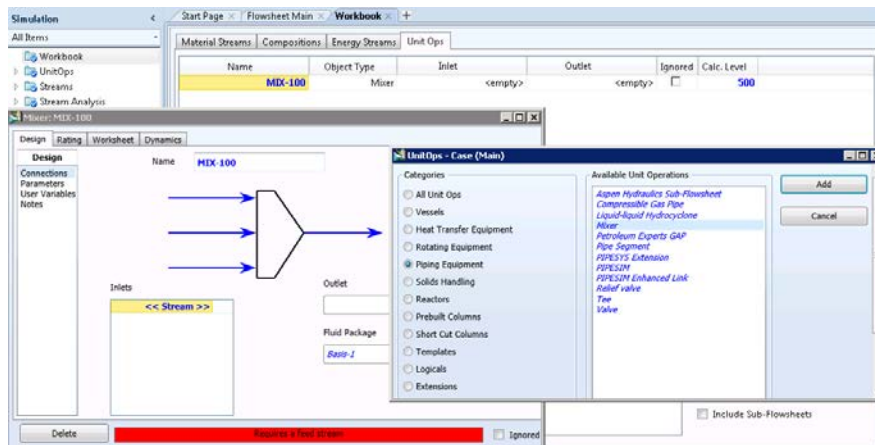 Simulation
Start Page
Flowsheet Main
Workbook
All Items
Workbook
UnitOps
Streams
Stream Analysis
Material Streams
Compositions
Energy Streams
Unit Ops
Name
Object Type
Inlet
Outlet
Ignored
Calc. Level
MIX-100
Mixer
<empty>
<empty>
500
Mixer: MIX-100
Design
Rating
Worksheet
Dynamics
Design
Connections
Parameters
User Variables
Notes
Name
MIX-100
Inlets
<< Stream >>
Outlet
Fluid Package
Basis-1
Delete
Requires a feed stream
Ignored
UnitOps - Case (Main)
Categories
All Unit Ops
Vessels
Heat Transfer Equipment
Rotating Equipment
Piping Equipment
Solids Handling
Reactors
Prebuilt Columns
Short Cut Columns
Templates
Logicals
Extensions
Available Unit Operations
Aspen Hydraulics Sub-Flowsheet
Compressible Gas Pipe
Liquid-liquid Hydrocyclone
Mixer
Petroleum Experts GAP
Pipe Segment
PIPESYS Extension
PIPESIM
PIPESIM Enhanced Link
Relief valve
Tee
Valve
Add
Cancel
Include Sub-Flowsheets